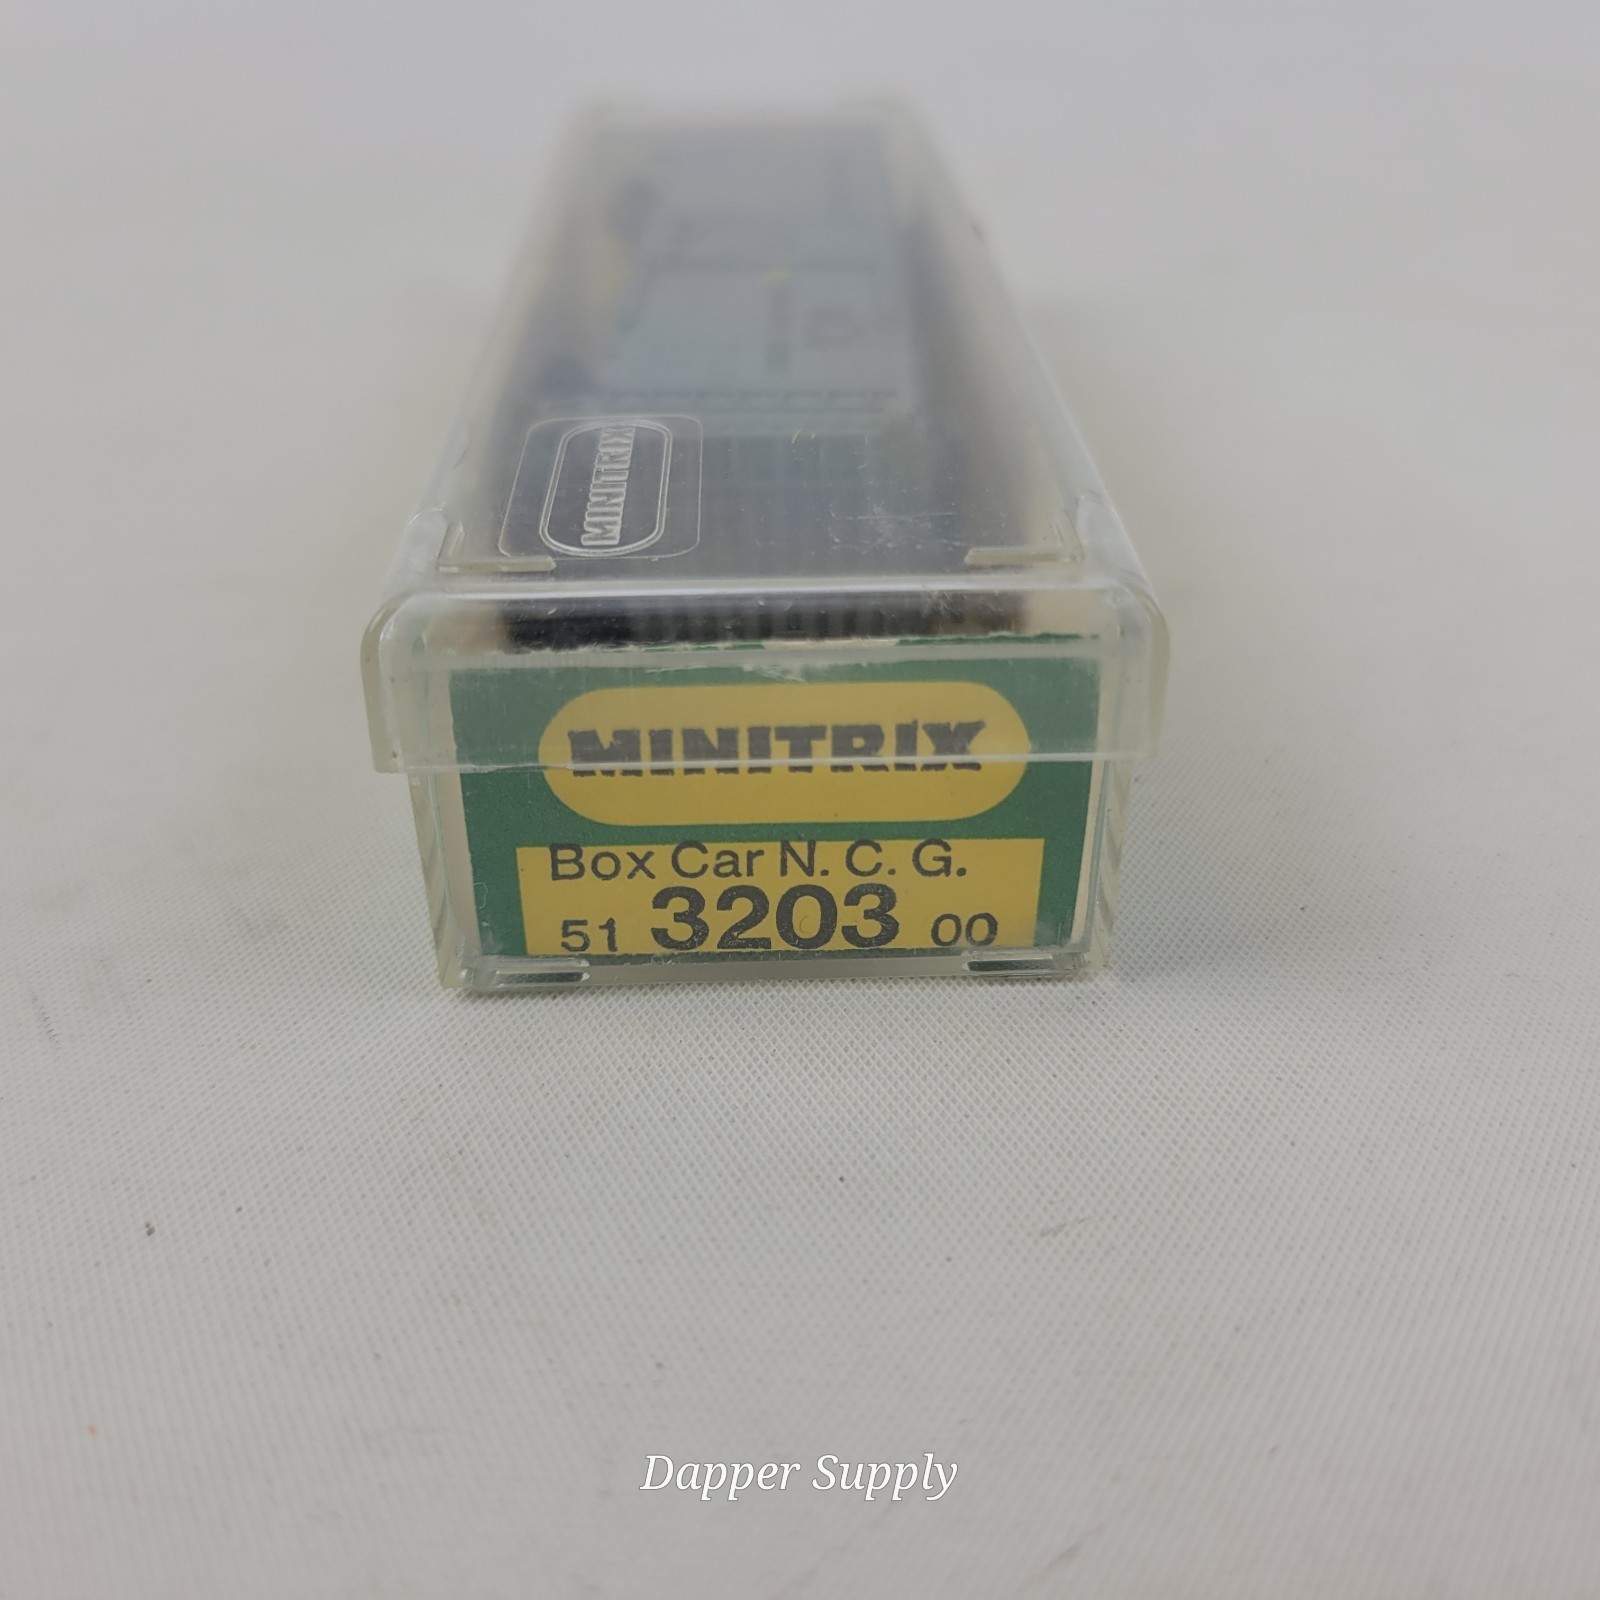 MINITRIX
MINITRIX
Box Car N. C. G.
51 3203 00
Dapper Supply